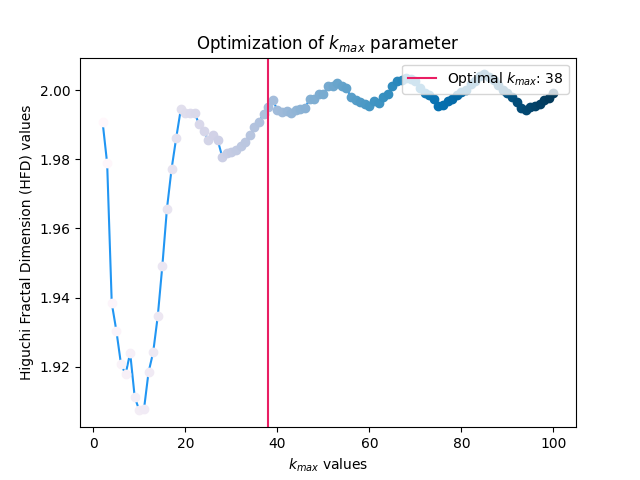 Optimization of k_max parameter
Optimal k_max: 38
Higuchi Fractal Dimension (HFD) values
2.00
1.98
1.96
1.94
1.92
0 20 40 60 80 100
k_max values